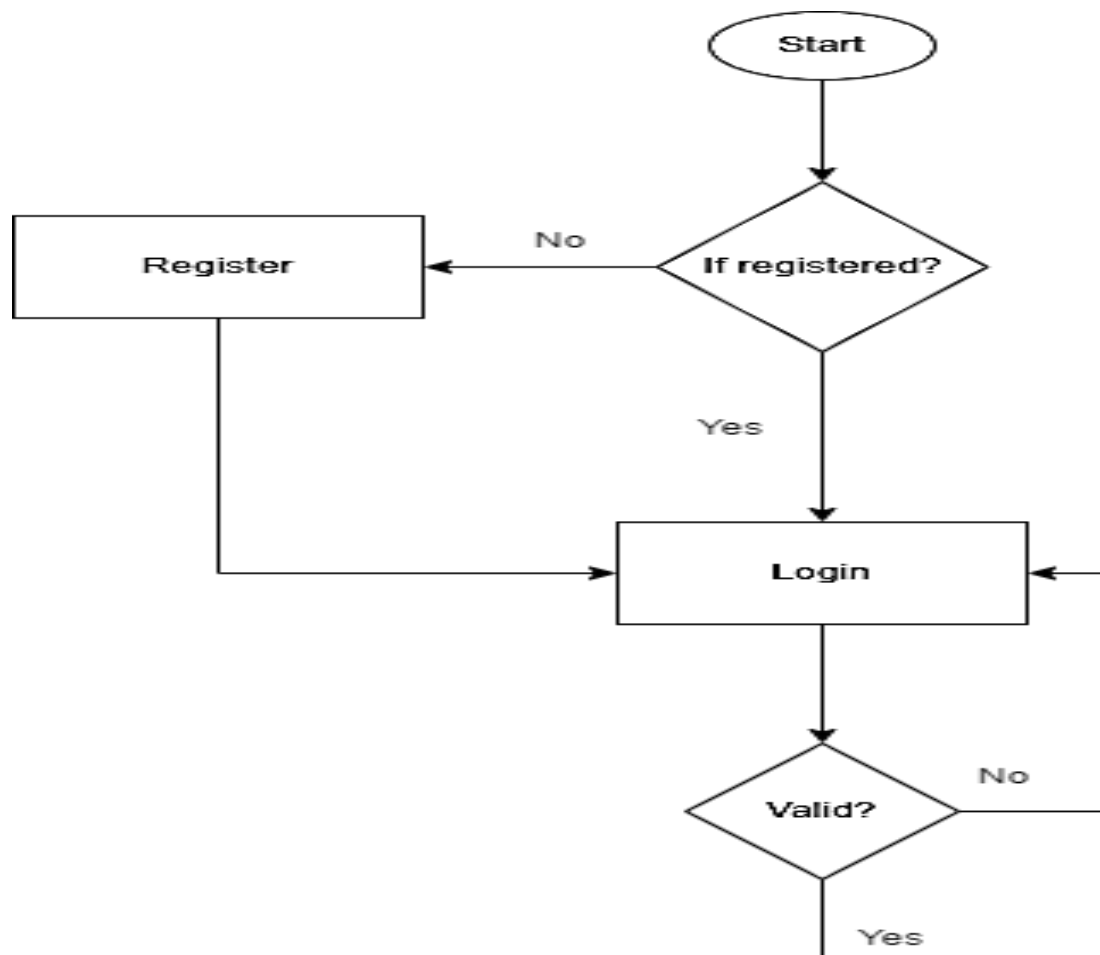 Start
No
Register
If registered?
Yes
Login
No
Valid?
Yes